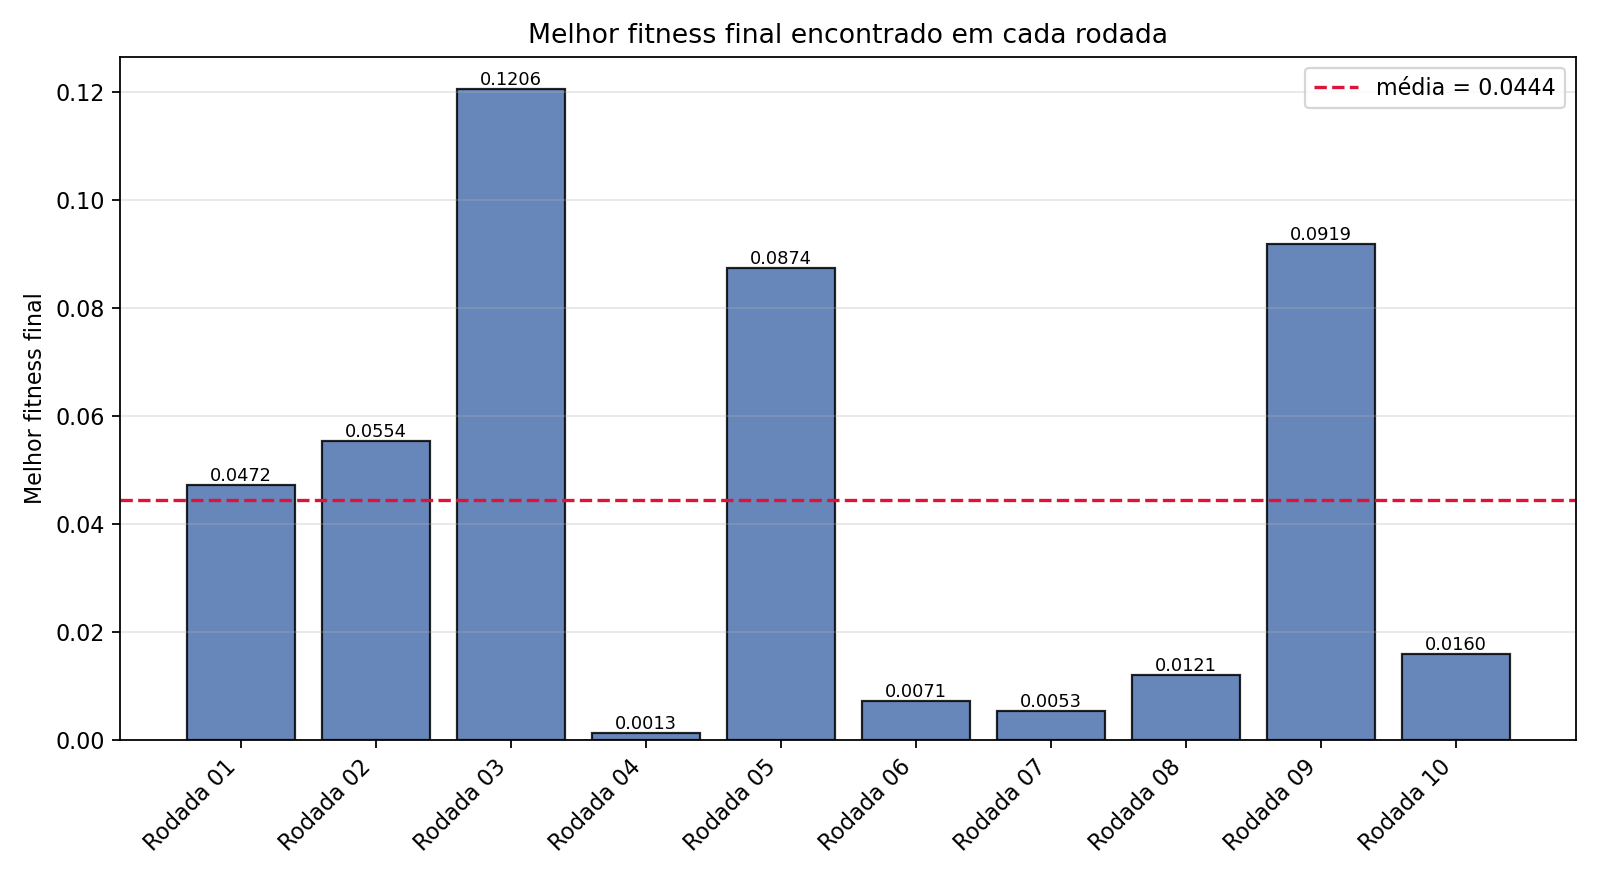 Melhor fitness final encontrado em cada rodada
média = 0.0444
Melhor fitness final
0.12
0.10
0.08
0.06
0.04
0.02
0.00
0.0472
0.0554
0.1206
0.0013
0.0874
0.0071
0.0053
0.0121
0.0919
0.0160
Rodada 01
Rodada 02
Rodada 03
Rodada 04
Rodada 05
Rodada 06
Rodada 07
Rodada 08
Rodada 09
Rodada 10